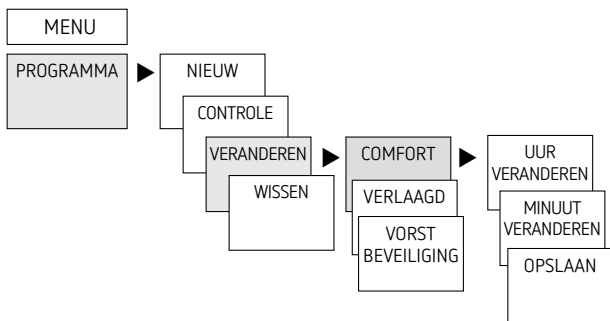 MENU
PROGRAMMA
NIEUW
CONTROLE
VERANDEREN
WISSEN
COMFORT
VERLAAGD
VORST
BEVEILIGING
UUR
VERANDEREN
MINUUT
VERANDEREN
OPSLAAN